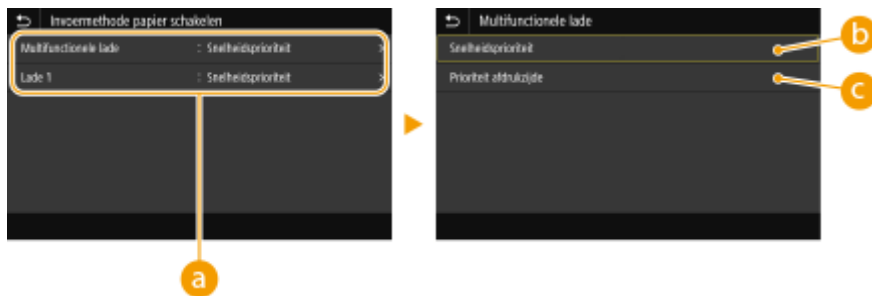 Invoermethode papier schakelen
Multifunctionele lade : Snelheidsprioriteit
Lade 1 : Snelheidsprioriteit
a
Multifunctionele lade
Snelheidsprioriteit
Prioriteit afdrukzijde
b
c